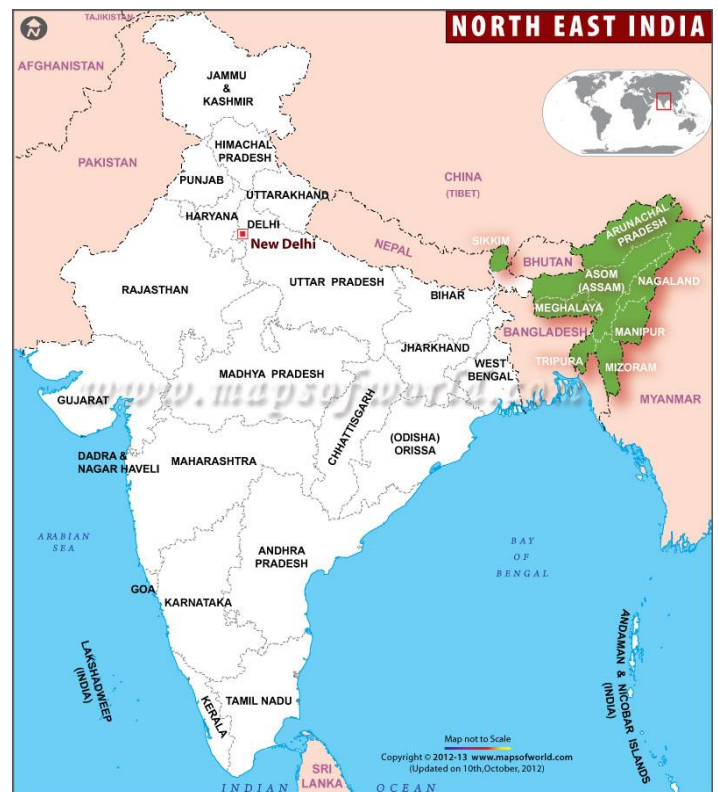 NORTH EAST INDIA
TAJIKISTAN
AFGHANISTAN
JAMMU
&
KASHMIR
HIMACHAL
PRADESH
PAKISTAN
PUNJAB
CHINA
(TIBET)
UTTARAKHAND
HARYANA
DELHI
New Delhi
NEPAL
SIKKIM
BHUTAN
ARUNACHAL
PRADESH
ASOM
(ASSAM)
NAGALAND
RAJASTHAN
UTTAR PRADESH
BIHAR
MEGHALAYA
BANGLADESH
MANIPUR
JHARKHAND
TRIPURA
MIZORAM
MADHYA PRADESH
WEST
BENGAL
www.mapsofworld.com
GUJARAT
MYANMAR
CHHATTISGARH
(ODISHA)
ORISSA
DADRA &
NAGAR HAVELI
MAHARASHTRA
ARABIAN
SEA
BAY
OF
BENGAL
ANDHRA
PRADESH
GOA
KARNATAKA
LAKSHADWEEP
(INDIA)
ANDAMAN & NICOBAR ISLANDS
(INDIA)
KERALA
TAMIL NADU
Map not to Scale
Copyright © 2012-13 www.mapsofworld.com
(Updated on 10th,October, 2012)
SRI
LANKA
INDIAN OCEAN